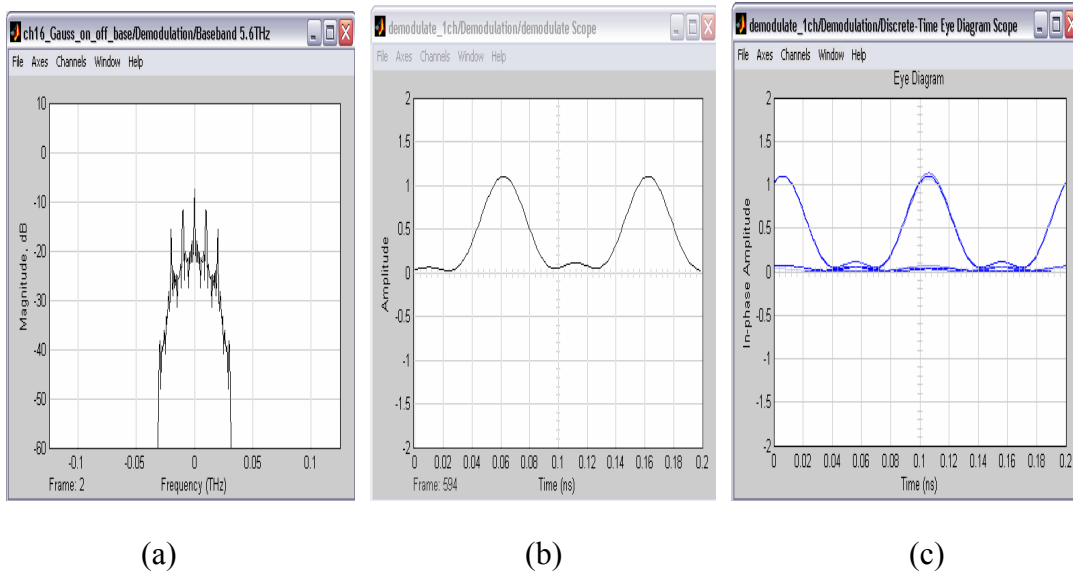 ch16_Gauss_on_off_base/Demodulation/Baseband 5.6THz
File Axes Channels Window Help
10
0
-10
-20
-30
-40
-50
-60
Magnitude, dB
-0.1 -0.05 0 0.05 0.1
Frame: 2 Frequency (THz)
(a)
demodulate_1ch/Demodulation/demodulate Scope
File Axes Channels Window Help
2
1.5
1
0.5
0
-0.5
-1
-1.5
-2
Amplitude
0 0.02 0.04 0.06 0.08 0.1 0.12 0.14 0.16 0.18 0.2
Frame: 594 Time (ns)
(b)
demodulate_1ch/Demodulation/Discrete-Time Eye Diagram Scope
File Axes Channels Window Help
Eye Diagram
2
1.5
1
0.5
0
-0.5
-1
-1.5
-2
In-phase Amplitude
0 0.02 0.04 0.06 0.08 0.1 0.12 0.14 0.16 0.18 0.2
Time (ns)
(c)